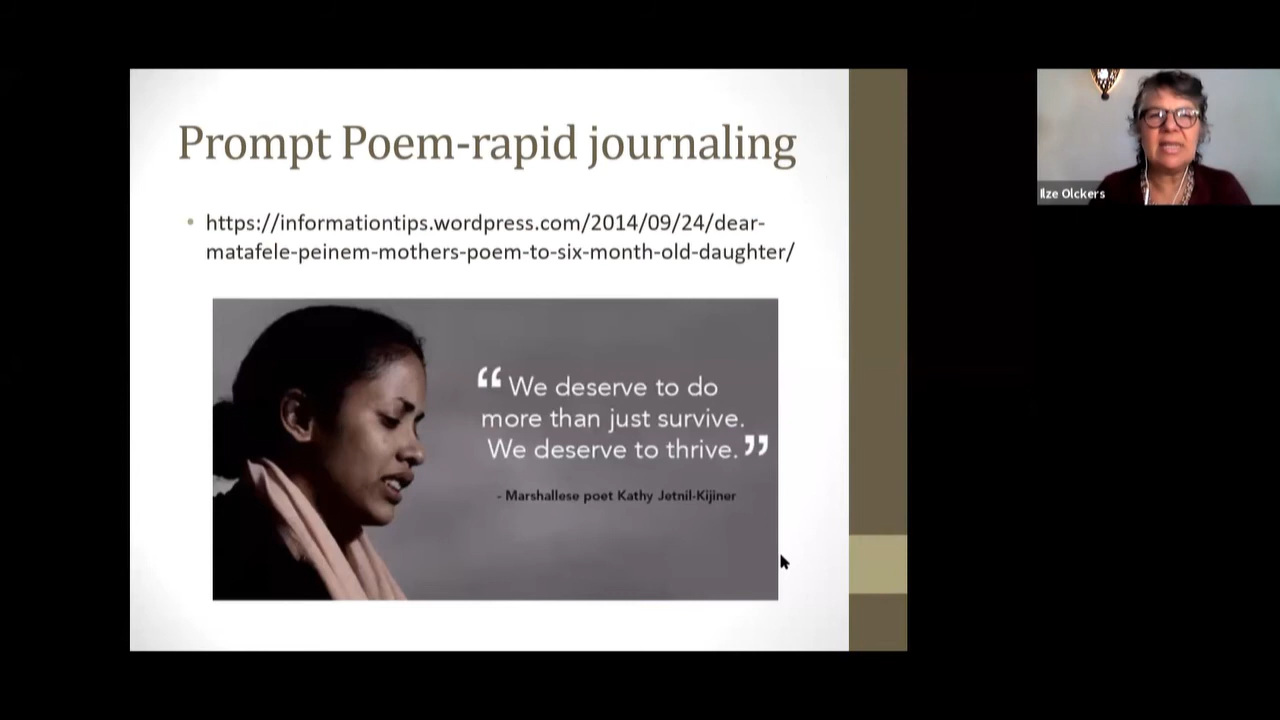 Prompt Poem-rapid journaling
• https://informationtips.wordpress.com/2014/09/24/dear-
matafele-peinem-mothers-poem-to-six-month-old-daughter/
“We deserve to do
more than just survive.
We deserve to thrive.”
- Marshallese poet Kathy Jetnil-Kijiner
Ilze Olckers